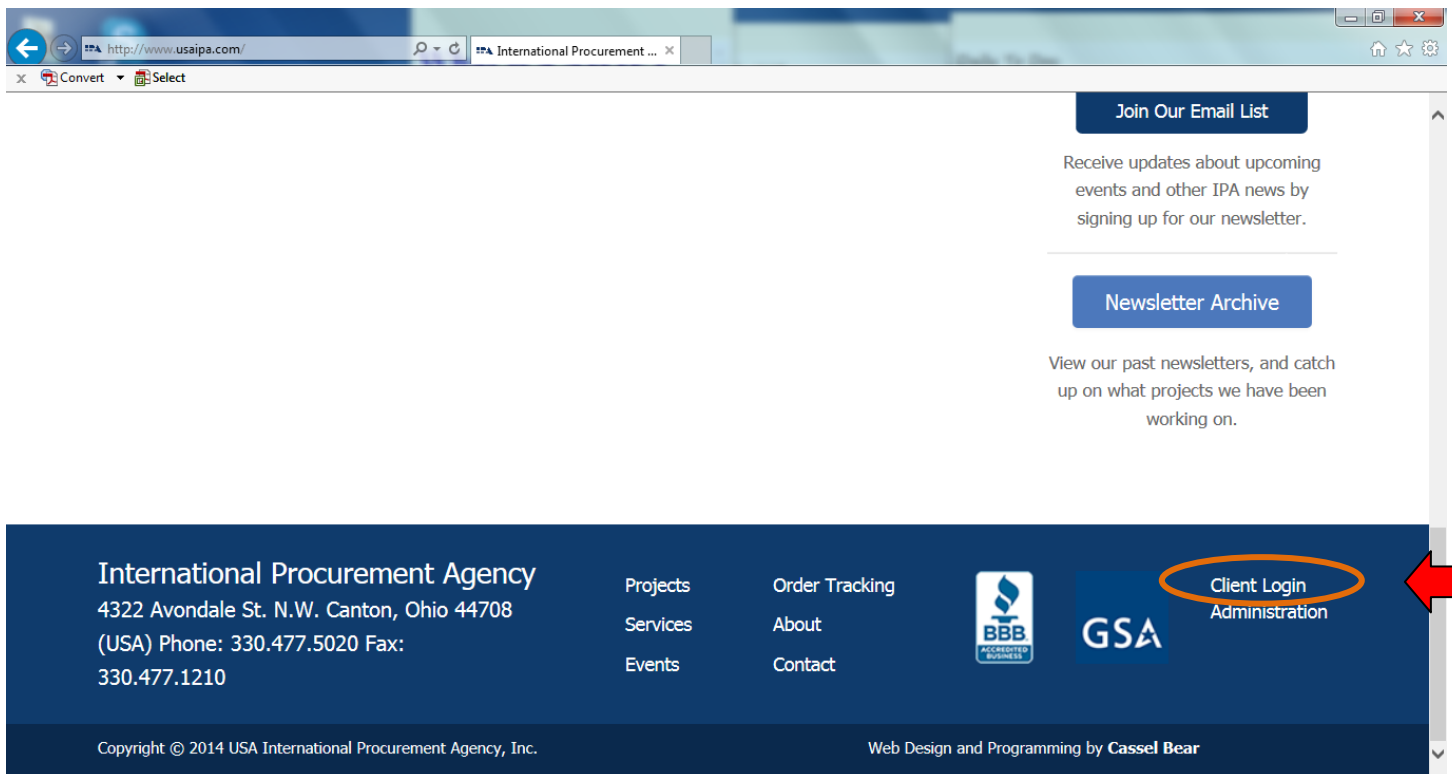 http://www.usaipa.com/
International Procurement ...
Convert
Select
Join Our Email List
Receive updates about upcoming
events and other IPA news by
signing up for our newsletter.
Newsletter Archive
View our past newsletters, and catch
up on what projects we have been
working on.
International Procurement Agency
4322 Avondale St. N.W. Canton, Ohio 44708
(USA) Phone: 330.477.5020 Fax:
330.477.1210
Projects
Services
Events
Order Tracking
About
Contact
BBB.
ACCREDITED
BUSINESS
GSA
Client Login
Administration
Copyright © 2014 USA International Procurement Agency, Inc.
Web Design and Programming by Cassel Bear